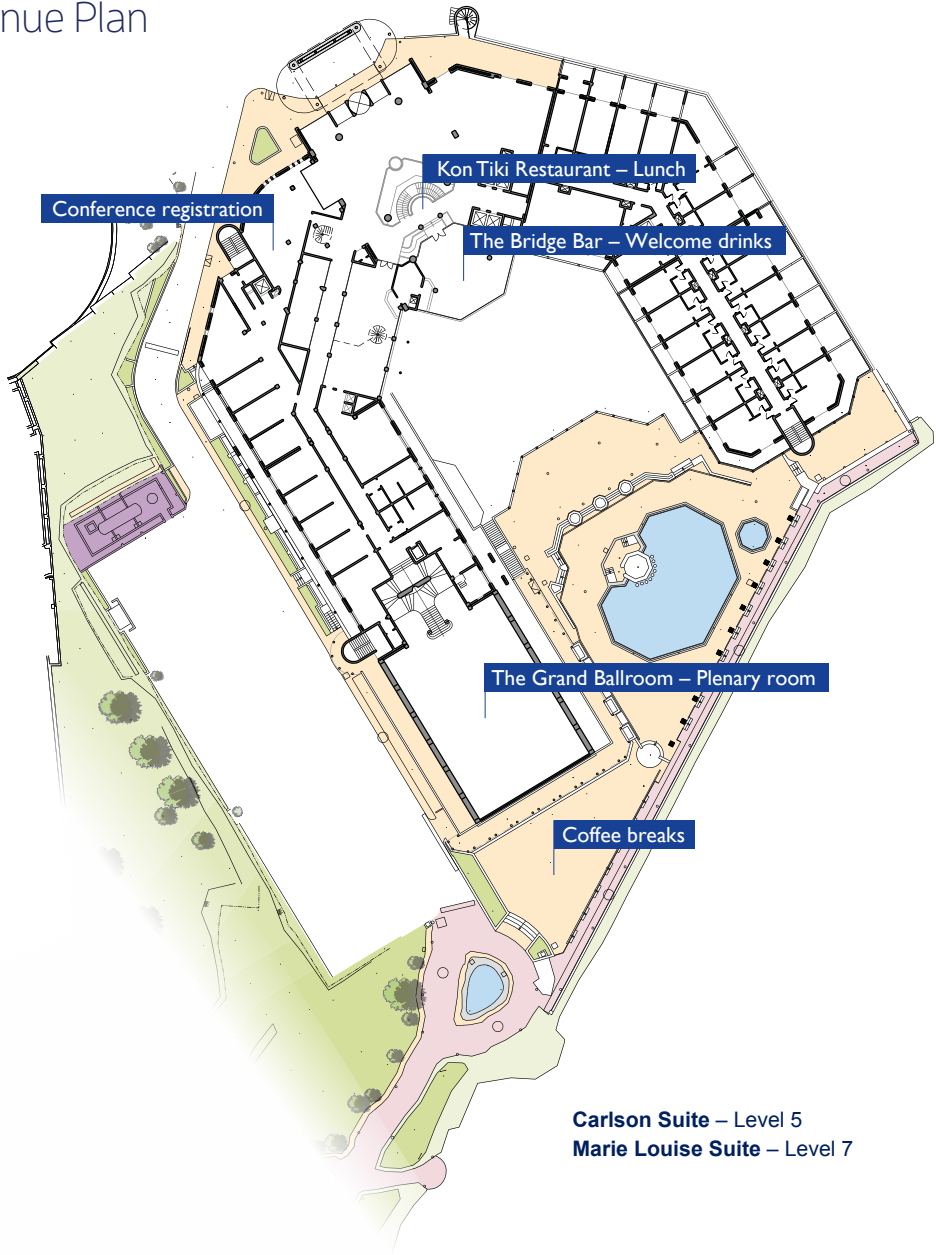 nue Plan
Kon Tiki Restaurant – Lunch
Conference registration
The Bridge Bar – Welcome drinks
The Grand Ballroom – Plenary room
Coffee breaks
Carlson Suite – Level 5
Marie Louise Suite – Level 7